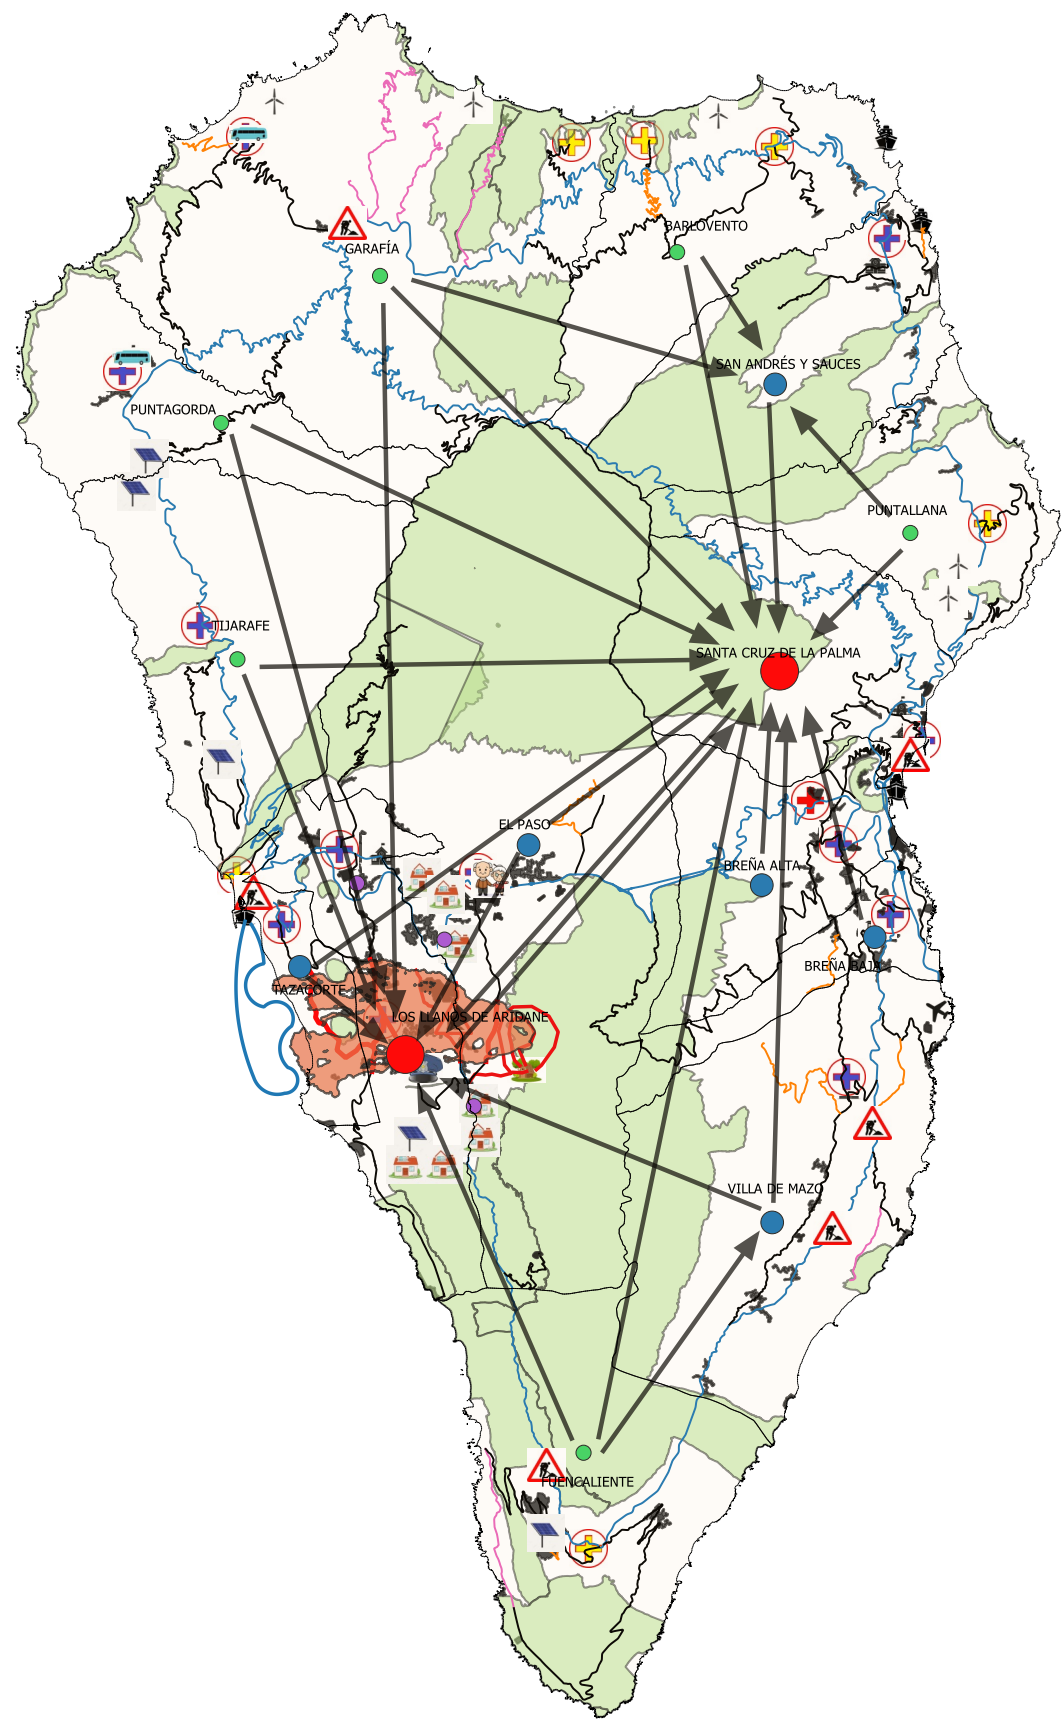 BARLOVENTO
GARAFÍA
SAN ANDRÉS Y SAUCES
PUNTAGORDA
PUNTALLANA
TIJARAFE
SANTA CRUZ DE LA PALMA
EL PASO
BREÑA ALTA
BREÑA BAJA
TAZACORTE
LOS LLANOS DE ARIDANE
VILLA DE MAZO
FUENCALIENTE